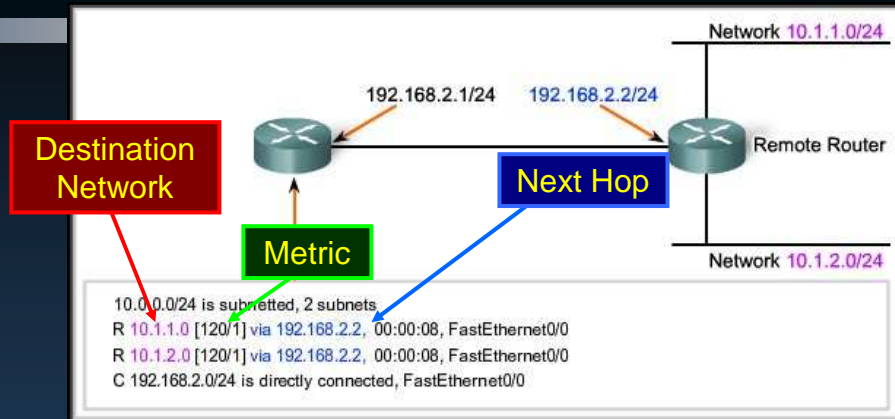 Network 10.1.1.0/24
192.168.2.1/24
192.168.2.2/24
Remote Router
Destination
Network
Next Hop
Metric
Network 10.1.2.0/24
10.0.0.0/24 is subnetted, 2 subnets
R 10.1.1.0 [120/1] via 192.168.2.2, 00:00:08, FastEthernet0/0
R 10.1.2.0 [120/1] via 192.168.2.2, 00:00:08, FastEthernet0/0
C 192.168.2.0/24 is directly connected, FastEthernet0/0